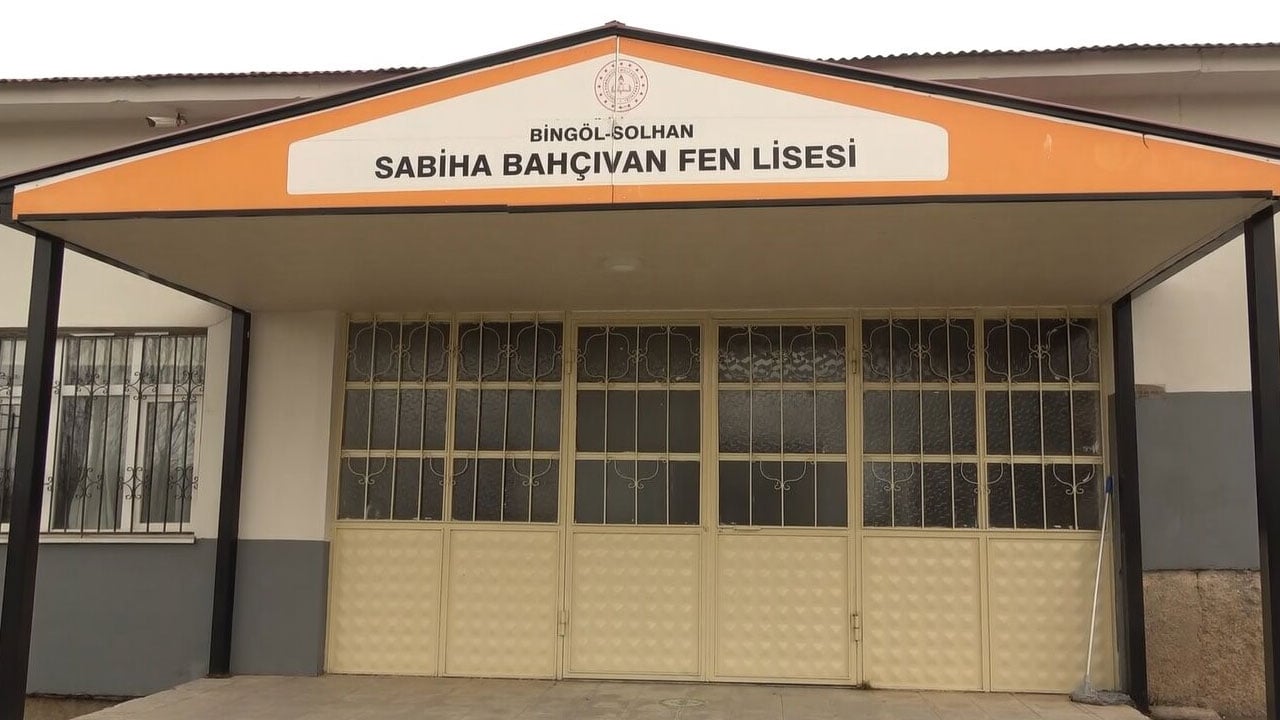 BİNGÖL-SOLHAN
SABİHA BAHÇIVAN FEN LİSESİ